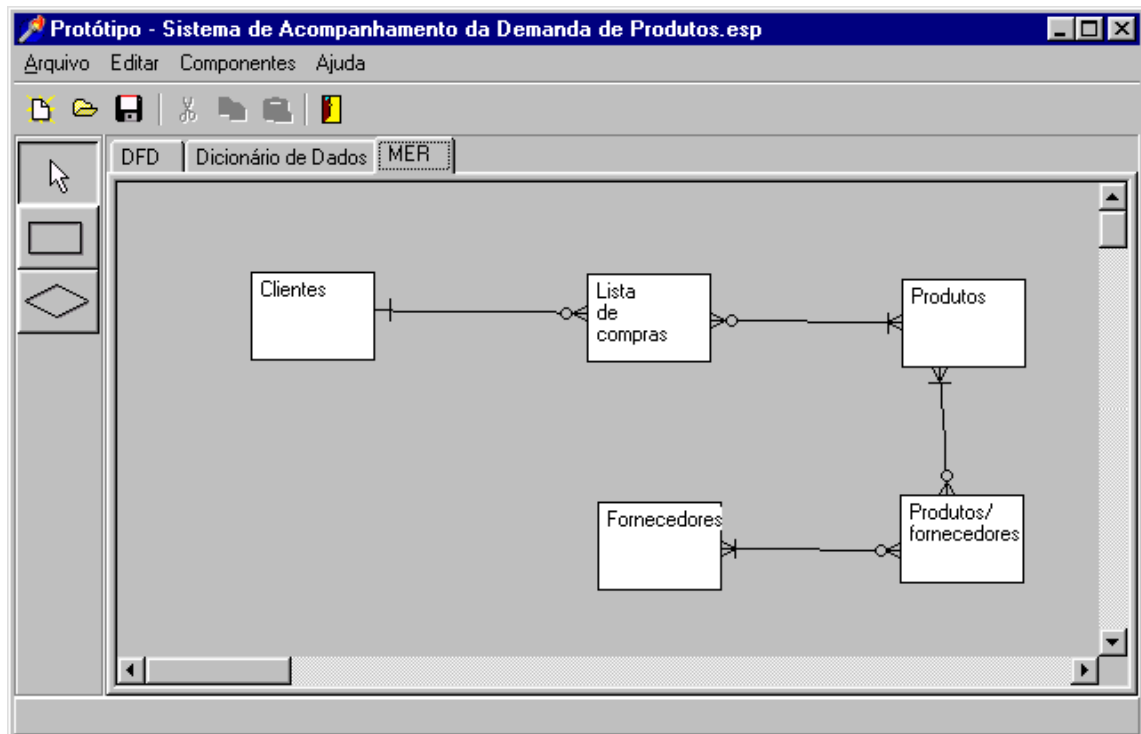 Protótipo - Sistema de Acompanhamento da Demanda de Produtos.esp
Arquivo Editar Componentes Ajuda
DFD Dicionário de Dados MER
Clientes
Lista
de
compras
Produtos
Fornecedores
Produtos/
fornecedores